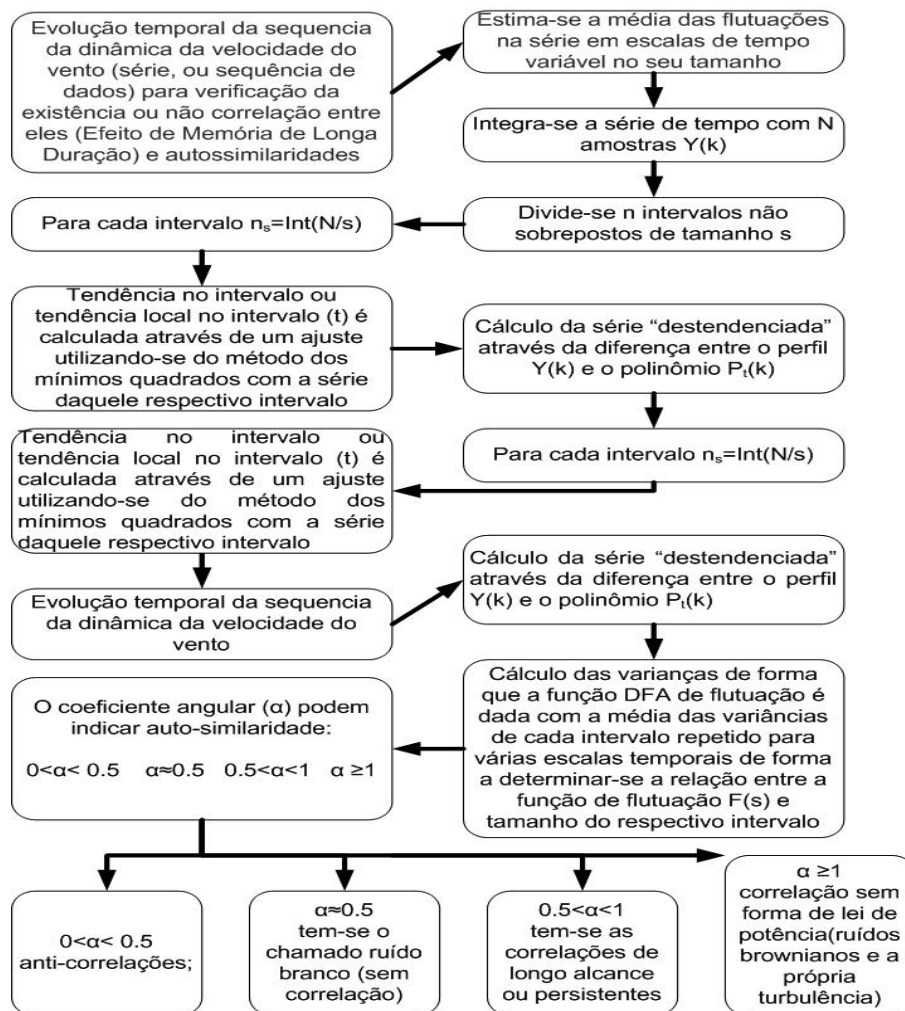 Evolução temporal da sequencia
da dinâmica da velocidade do
vento (série, ou sequência de
dados) para verificação da
existência ou não correlação entre
eles (Efeito de Memória de Longa
Duração) e autossimilaridades
Estima-se a média das flutuações
na série em escalas de tempo
variável no seu tamanho
Integra-se a série de tempo com N
amostras Y(k)
Divide-se n intervalos não
sobrepostos de tamanho s
Para cada intervalo nₛ=Int(N/s)
Tendência no intervalo ou
tendência local no intervalo (t) é
calculada através de um ajuste
utilizando-se do método dos
mínimos quadrados com a série
daquele respectivo intervalo
Cálculo da série “destendenciada”
através da diferença entre o perfil
Y(k) e o polinômio Pₜ(k)
Para cada intervalo nₛ=Int(N/s)
Tendência no intervalo ou
tendência local no intervalo (t) é
calculada através de um ajuste
utilizando-se do método dos
mínimos quadrados com a série
daquele respectivo intervalo
Evolução temporal da sequencia
da dinâmica da velocidade do
vento
Cálculo da série “destendenciada”
através da diferença entre o perfil
Y(k) e o polinômio Pₜ(k)
Cálculo das varianças de forma
que a função DFA de flutuação é
dada com a média das variâncias
de cada intervalo repetido para
várias escalas temporais de forma
a determinar-se a relação entre a
função de flutuação F(s) e
tamanho do respectivo intervalo
O coeficiente angular (α) podem
indicar auto-similaridade:
0<α< 0.5 α≈0.5 0.5<α<1 α ≥1
0<α< 0.5
anti-correlações;
α≈0.5
tem-se o
chamado ruído
branco (sem
correlação)
0.5<α<1
tem-se as
correlações de
longo alcance
ou persistentes
α ≥1
correlação sem
forma de lei de
potência(ruídos
brownianos e a
própria
turbulência)